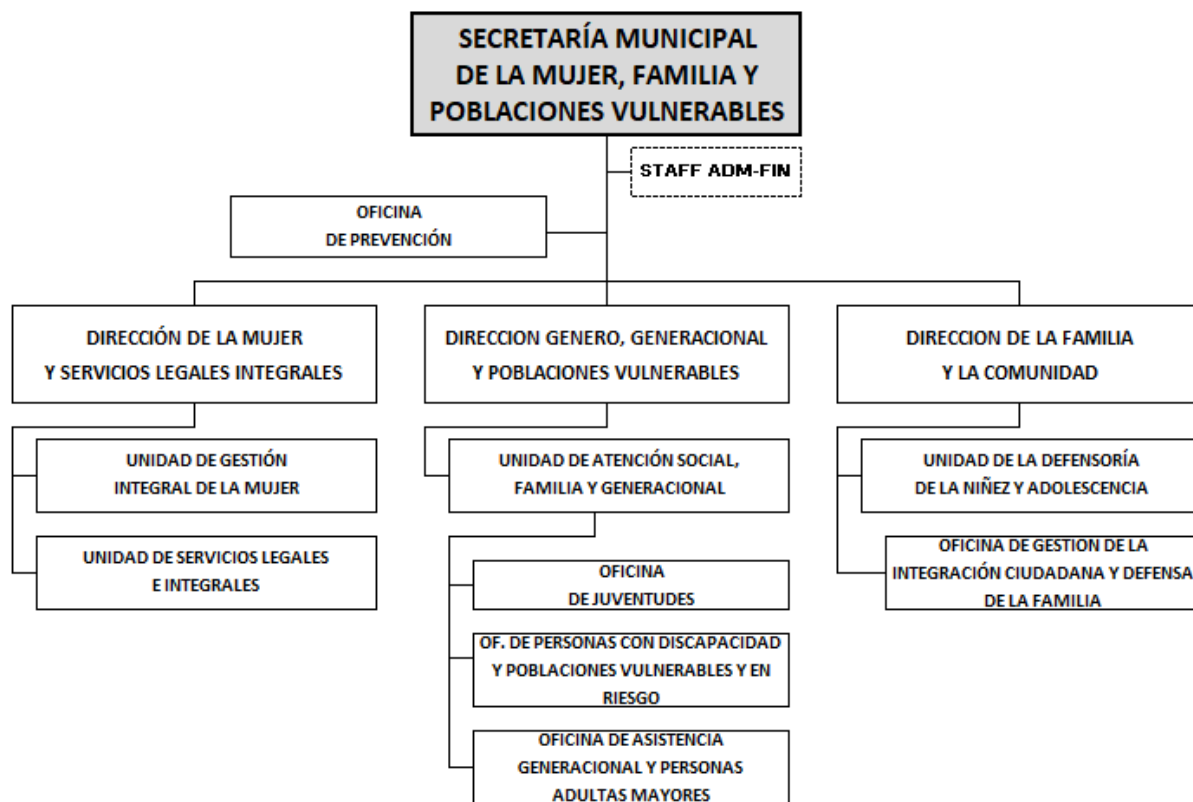 SECRETARÍA MUNICIPAL
DE LA MUJER, FAMILIA Y
POBLACIONES VULNERABLES
STAFF ADM-FIN
OFICINA
DE PREVENCIÓN
DIRECCIÓN DE LA MUJER
Y SERVICIOS LEGALES INTEGRALES
DIRECCION GENERO, GENERACIONAL
Y POBLACIONES VULNERABLES
DIRECCION DE LA FAMILIA
Y LA COMUNIDAD
UNIDAD DE GESTIÓN
INTEGRAL DE LA MUJER
UNIDAD DE SERVICIOS LEGALES
E INTEGRALES
UNIDAD DE ATENCIÓN SOCIAL,
FAMILIA Y GENERACIONAL
OFICINA
DE JUVENTUDES
OF. DE PERSONAS CON DISCAPACIDAD
Y POBLACIONES VULNERABLES Y EN
RIESGO
OFICINA DE ASISTENCIA
GENERACIONAL Y PERSONAS
ADULTAS MAYORES
UNIDAD DE LA DEFENSORÍA
DE LA NIÑEZ Y ADOLESCENCIA
OFICINA DE GESTION DE LA
INTEGRACIÓN CIUDADANA Y DEFENSA
DE LA FAMILIA